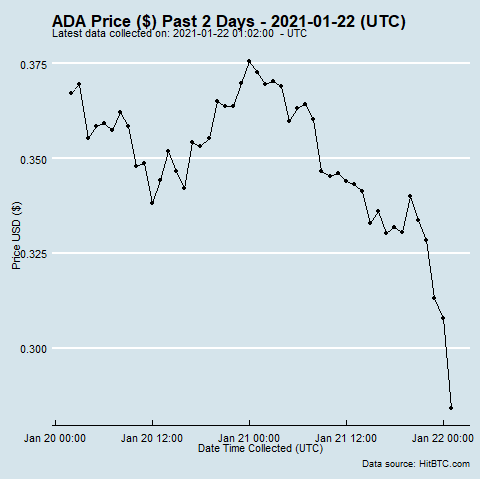 ADA Price ($) Past 2 Days - 2021-01-22 (UTC)
Latest data collected on: 2021-01-22 01:02:00 - UTC
Price USD ($)
0.375
0.350
0.325
0.300
Jan 20 00:00
Jan 20 12:00
Jan 21 00:00
Jan 21 12:00
Jan 22 00:00
Date Time Collected (UTC)
Data source: HitBTC.com